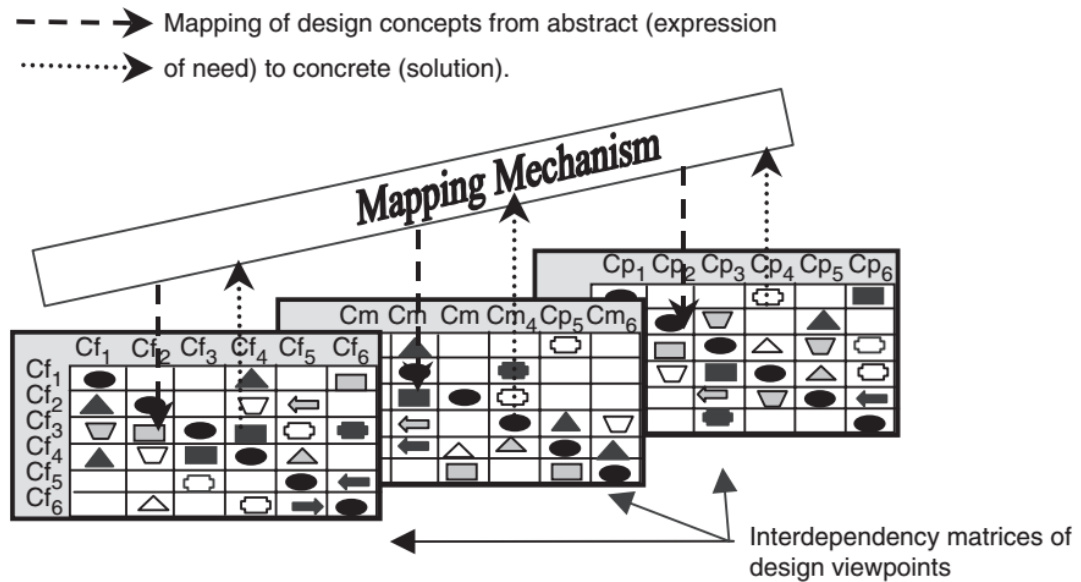 Mapping of design concepts from abstract (expression
of need) to concrete (solution).
Mapping Mechanism
Cp1 Cp2 Cp3 Cp4 Cp5 Cp6
Cm Cm Cm Cm4 Cp5 Cm6
Cf1 Cf2 Cf3 Cf4 Cf5 Cf6
Cf1
Cf2
Cf3
Cf4
Cf5
Cf6
Interdependency matrices of
design viewpoints